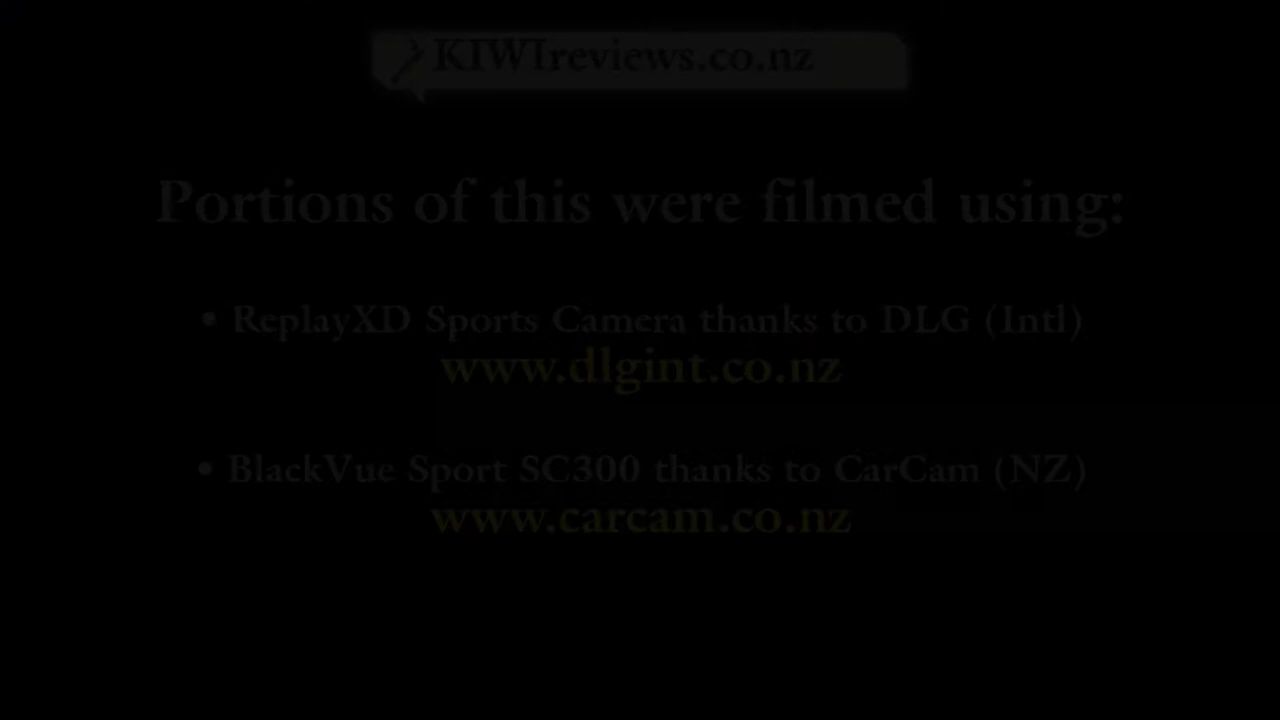 KIWIreviews.co.nz
Portions of this were filmed using:
• ReplayXD Sports Camera thanks to DLG (Intl)
www.dlgint.co.nz
• BlackVue Sport SC300 thanks to CarCam (NZ)
www.carcam.co.nz